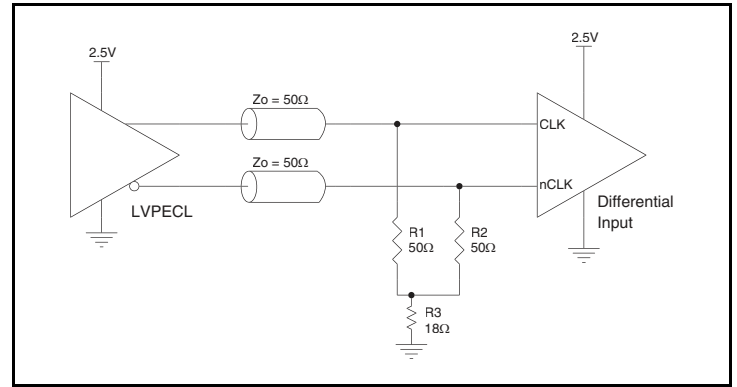 2.5V
2.5V
Zo = 50Ω
CLK
Zo = 50Ω
nCLK
LVPECL
Differential
Input
R1
50Ω
R2
50Ω
R3
18Ω